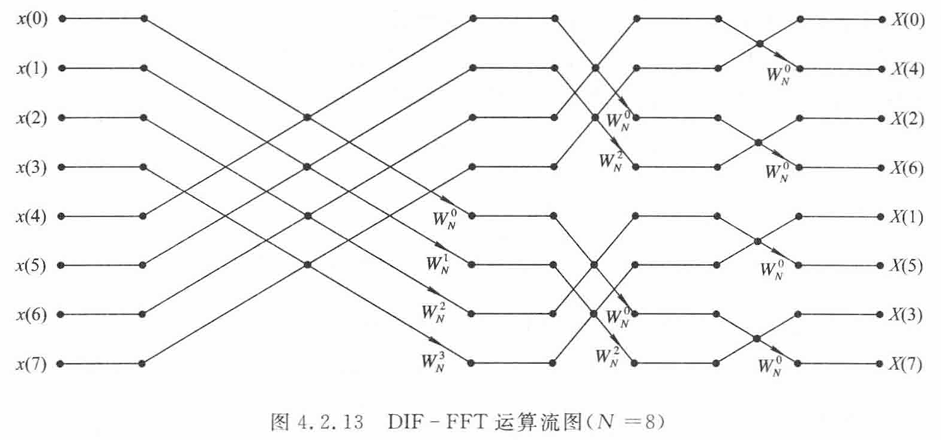 x(0) X(0)
W_N^0
x(1) X(4)
x(2) W_N^0 X(2)
W_N^2 W_N^0
x(3) X(6)
x(4) W_N^0 X(1)
x(5) W_N^1 W_N^0 X(5)
x(6) W_N^2 W_N^0 X(3)
x(7) W_N^3 W_N^2 W_N^0 X(7)
图 4.2.13 DIF-FFT 运算流图(N=8)